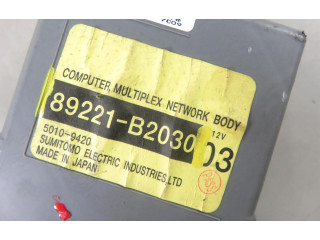 COMPUTER MULTIPLEX NETWORK BODY
89221-B2030 12V
03
5010-9420
SUMITOMO ELECTRIC INDUSTRIES, LTD
MADE IN JAPAN